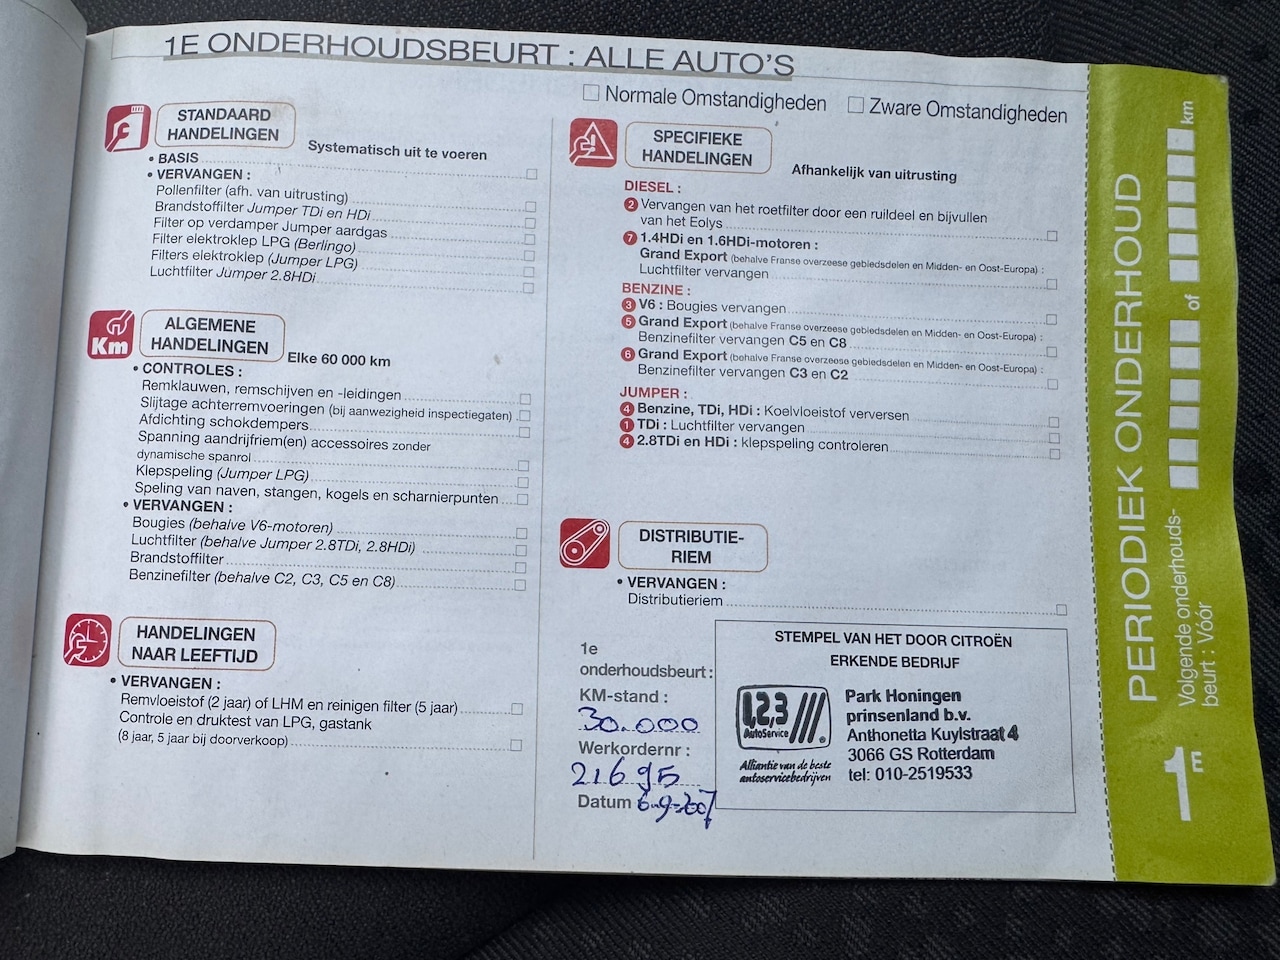 1E ONDERHOUDSBEURT : ALLE AUTO'S
Normale Omstandigheden
Zware Omstandigheden
STANDAARD
HANDELINGEN
Systematisch uit te voeren
• BASIS
• VERVANGEN :
Pollenfilter (afh. van uitrusting)
Brandstoffilter Jumper TDi en HDi
Filter op verdamper Jumper aardgas
Filter elektroklep LPG (Berlingo)
Filters elektroklep (Jumper LPG)
Luchtfilter Jumper 2.8HDi
Km
ALGEMENE
HANDELINGEN
Elke 60 000 km
• CONTROLES :
Remklauwen, remschijven en -leidingen
Slijtage achterremvoeringen (bij aanwezigheid inspectiegaten)
Afdichting schokdempers
Spanning aandrijfriem(en) accessoires zonder
dynamische spanrol
Klepspeling (Jumper LPG)
Speling van naven, stangen, kogels en scharnierpunten
• VERVANGEN :
Bougies (behalve V6-motoren)
Luchtfilter (behalve Jumper 2.8TDi, 2.8HDi)
Brandstoffilter
Benzinefilter (behalve C2, C3, C5 en C8)
HANDELINGEN
NAAR LEEFTIJD
• VERVANGEN :
Remvloeistof (2 jaar) of LHM en reinigen filter (5 jaar)
Controle en druktest van LPG, gastank
(8 jaar, 5 jaar bij doorverkoop)
SPECIFIEKE
HANDELINGEN
Afhankelijk van uitrusting
DIESEL :
2 Vervangen van het roetfilter door een ruildeel en bijvullen
van het Eolys
7 1.4HDi en 1.6HDi-motoren :
Grand Export (behalve Franse overzeese gebiedsdelen en Midden- en Oost-Europa) :
Luchtfilter vervangen
BENZINE :
3 V6 : Bougies vervangen
5 Grand Export (behalve Franse overzeese gebiedsdelen en Midden- en Oost-Europa) :
Benzinefilter vervangen C5 en C8
6 Grand Export (behalve Franse overzeese gebiedsdelen en Midden- en Oost-Europa) :
Benzinefilter vervangen C3 en C2
JUMPER :
4 Benzine, TDi, HDi : Koelvloeistof verversen
1 TDi : Luchtfilter vervangen
4 2.8TDi en HDi : klepspeling controleren
DISTRIBUTIE-
RIEM
• VERVANGEN :
Distributieriem
1e
onderhoudsbeurt :
KM-stand :
30.000
Werkordernr :
21695
Datum 6-9-2007
STEMPEL VAN HET DOOR CITROËN
ERKENDE BEDRIJF
1,2,3
AutoService
Alliantie van de beste
autoservicebedrijven
Park Honingen
prinsenland b.v.
Anthonetta Kuylstraat 4
3066 GS Rotterdam
tel: 010-2519533
PERIODIEK ONDERHOUD
1E
Volgende onderhouds-
beurt : Vóór
of
km